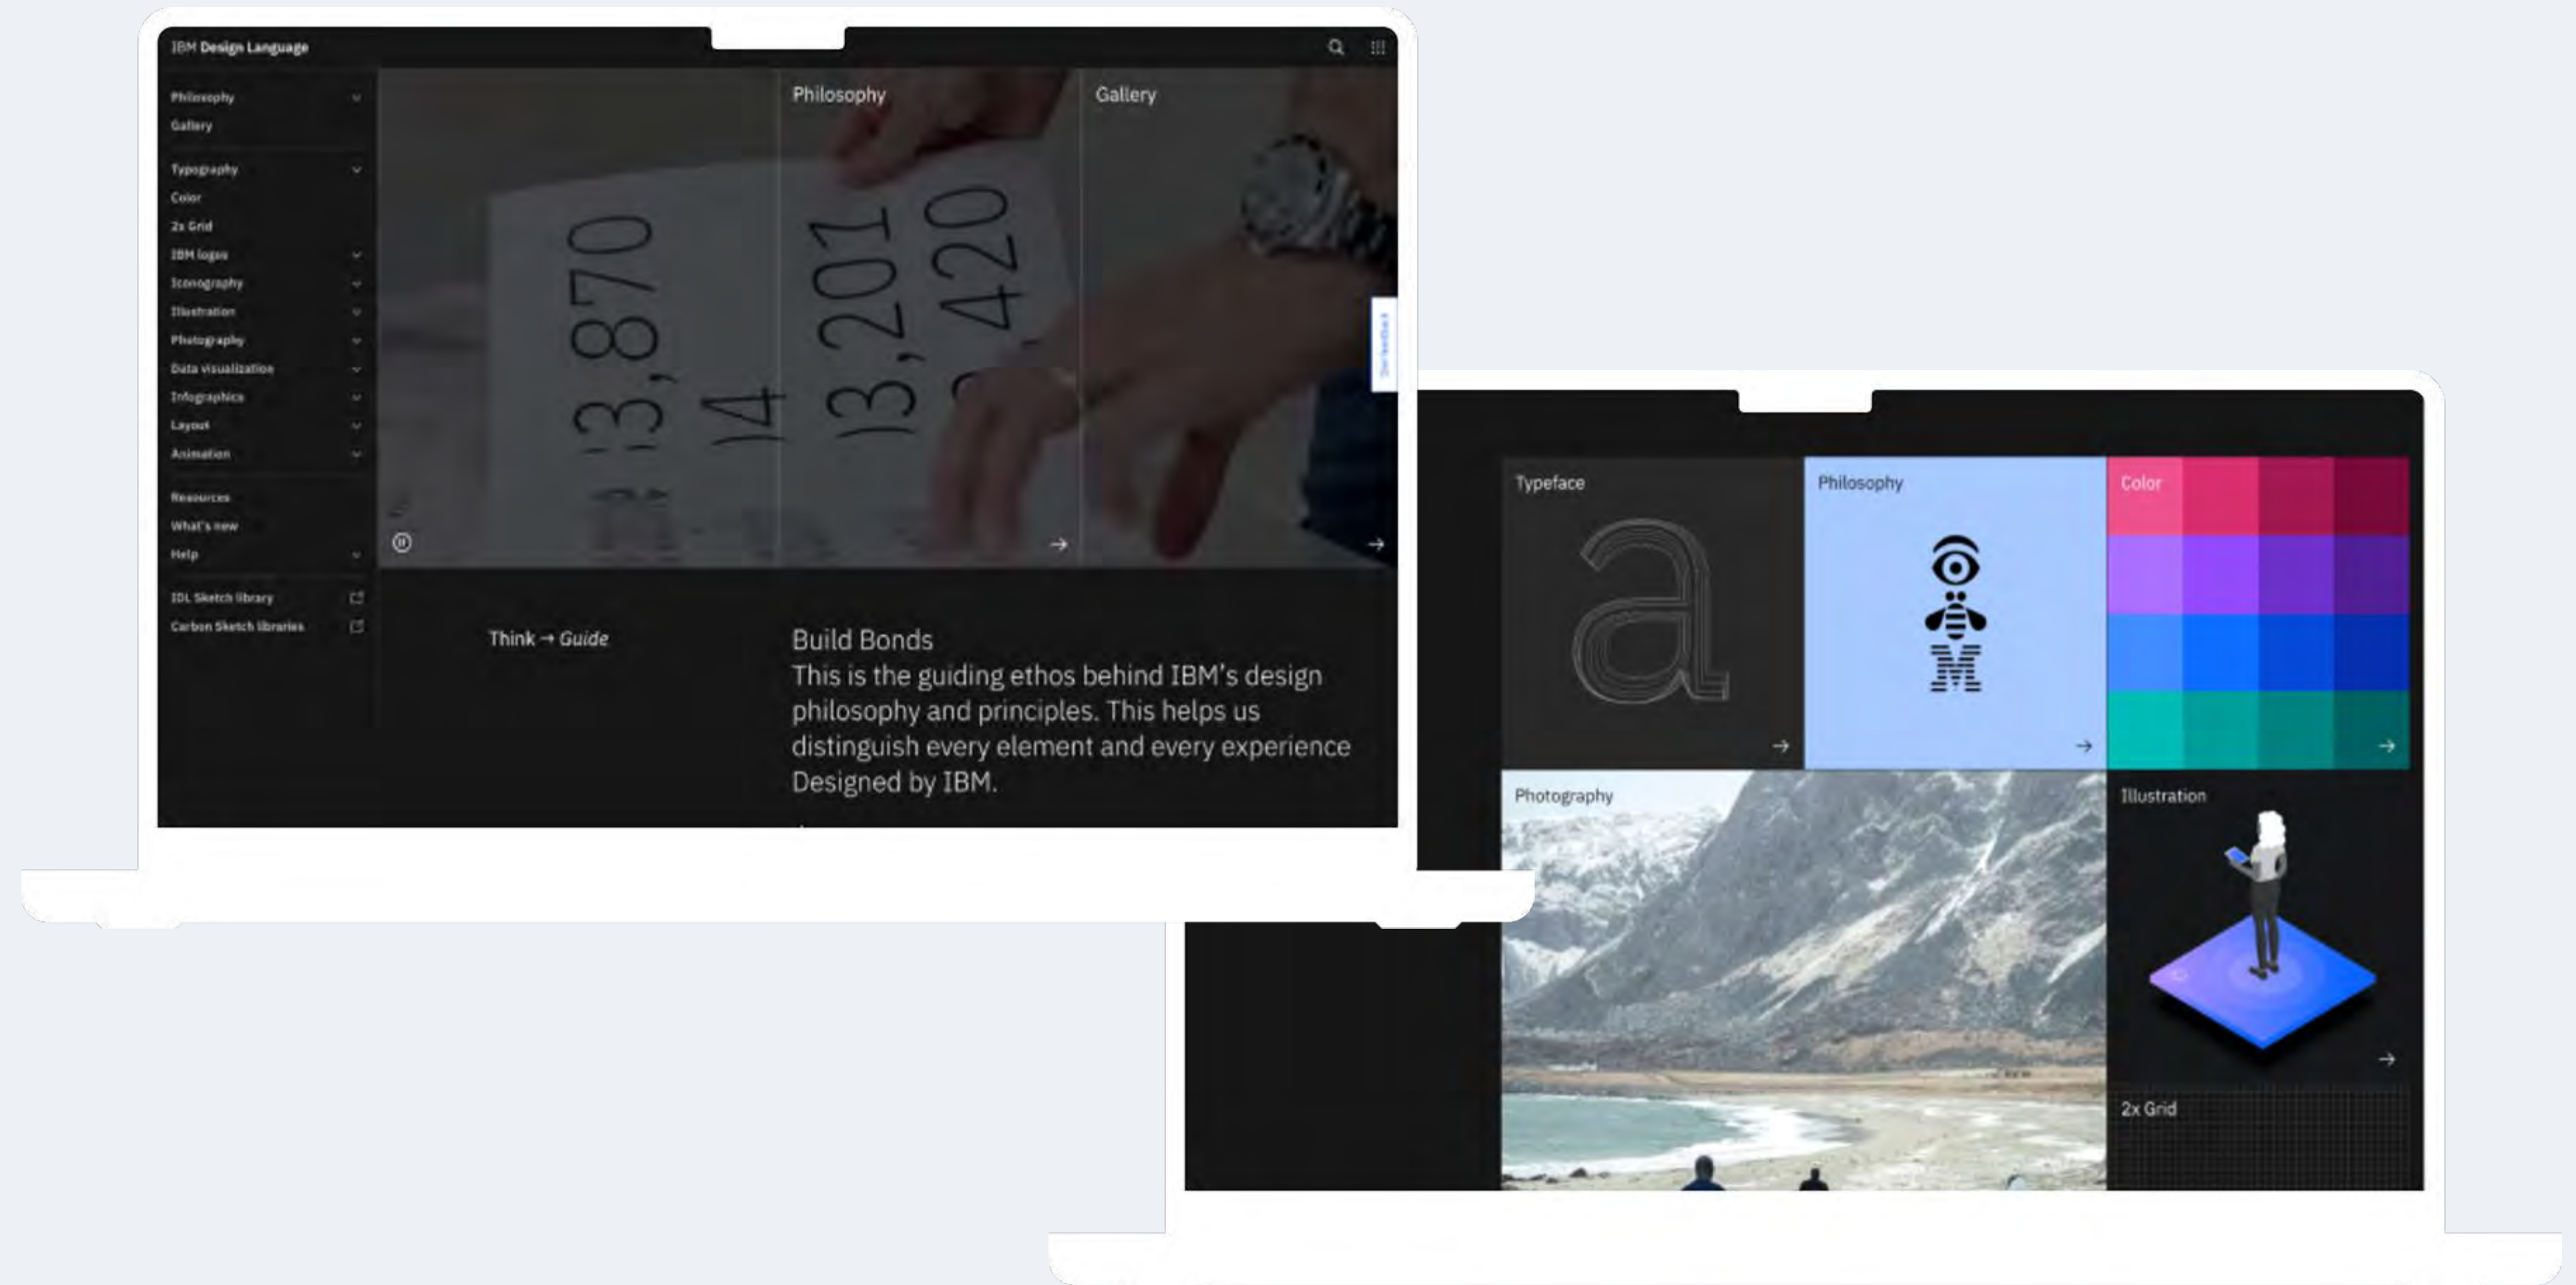 IBM Design Language
Philosophy
Gallery
Typography
Color
2x Grid
IBM logos
Iconography
Illustration
Photography
Data visualization
Infographics
Layout
Animation
Resources
What's new
Help
IDL Sketch library
Carbon Sketch libraries
Philosophy
Gallery
13,870
14
13,201
,420
Think → Guide
Build Bonds
This is the guiding ethos behind IBM's design
philosophy and principles. This helps us
distinguish every element and every experience
Designed by IBM.
Typeface
a
Philosophy
M
Color
Photography
Illustration
2x Grid